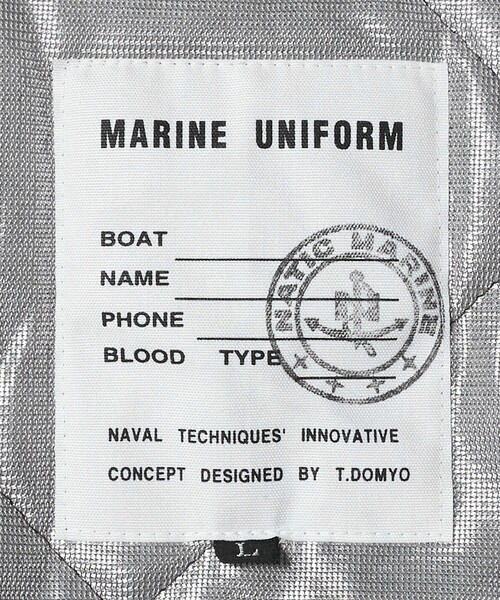 MARINE UNIFORM
BOAT
NAME
PHONE
BLOOD TYPE
NATIC MARINE
NAVAL TECHNIQUES' INNOVATIVE
CONCEPT DESIGNED BY T.DOMYO
L